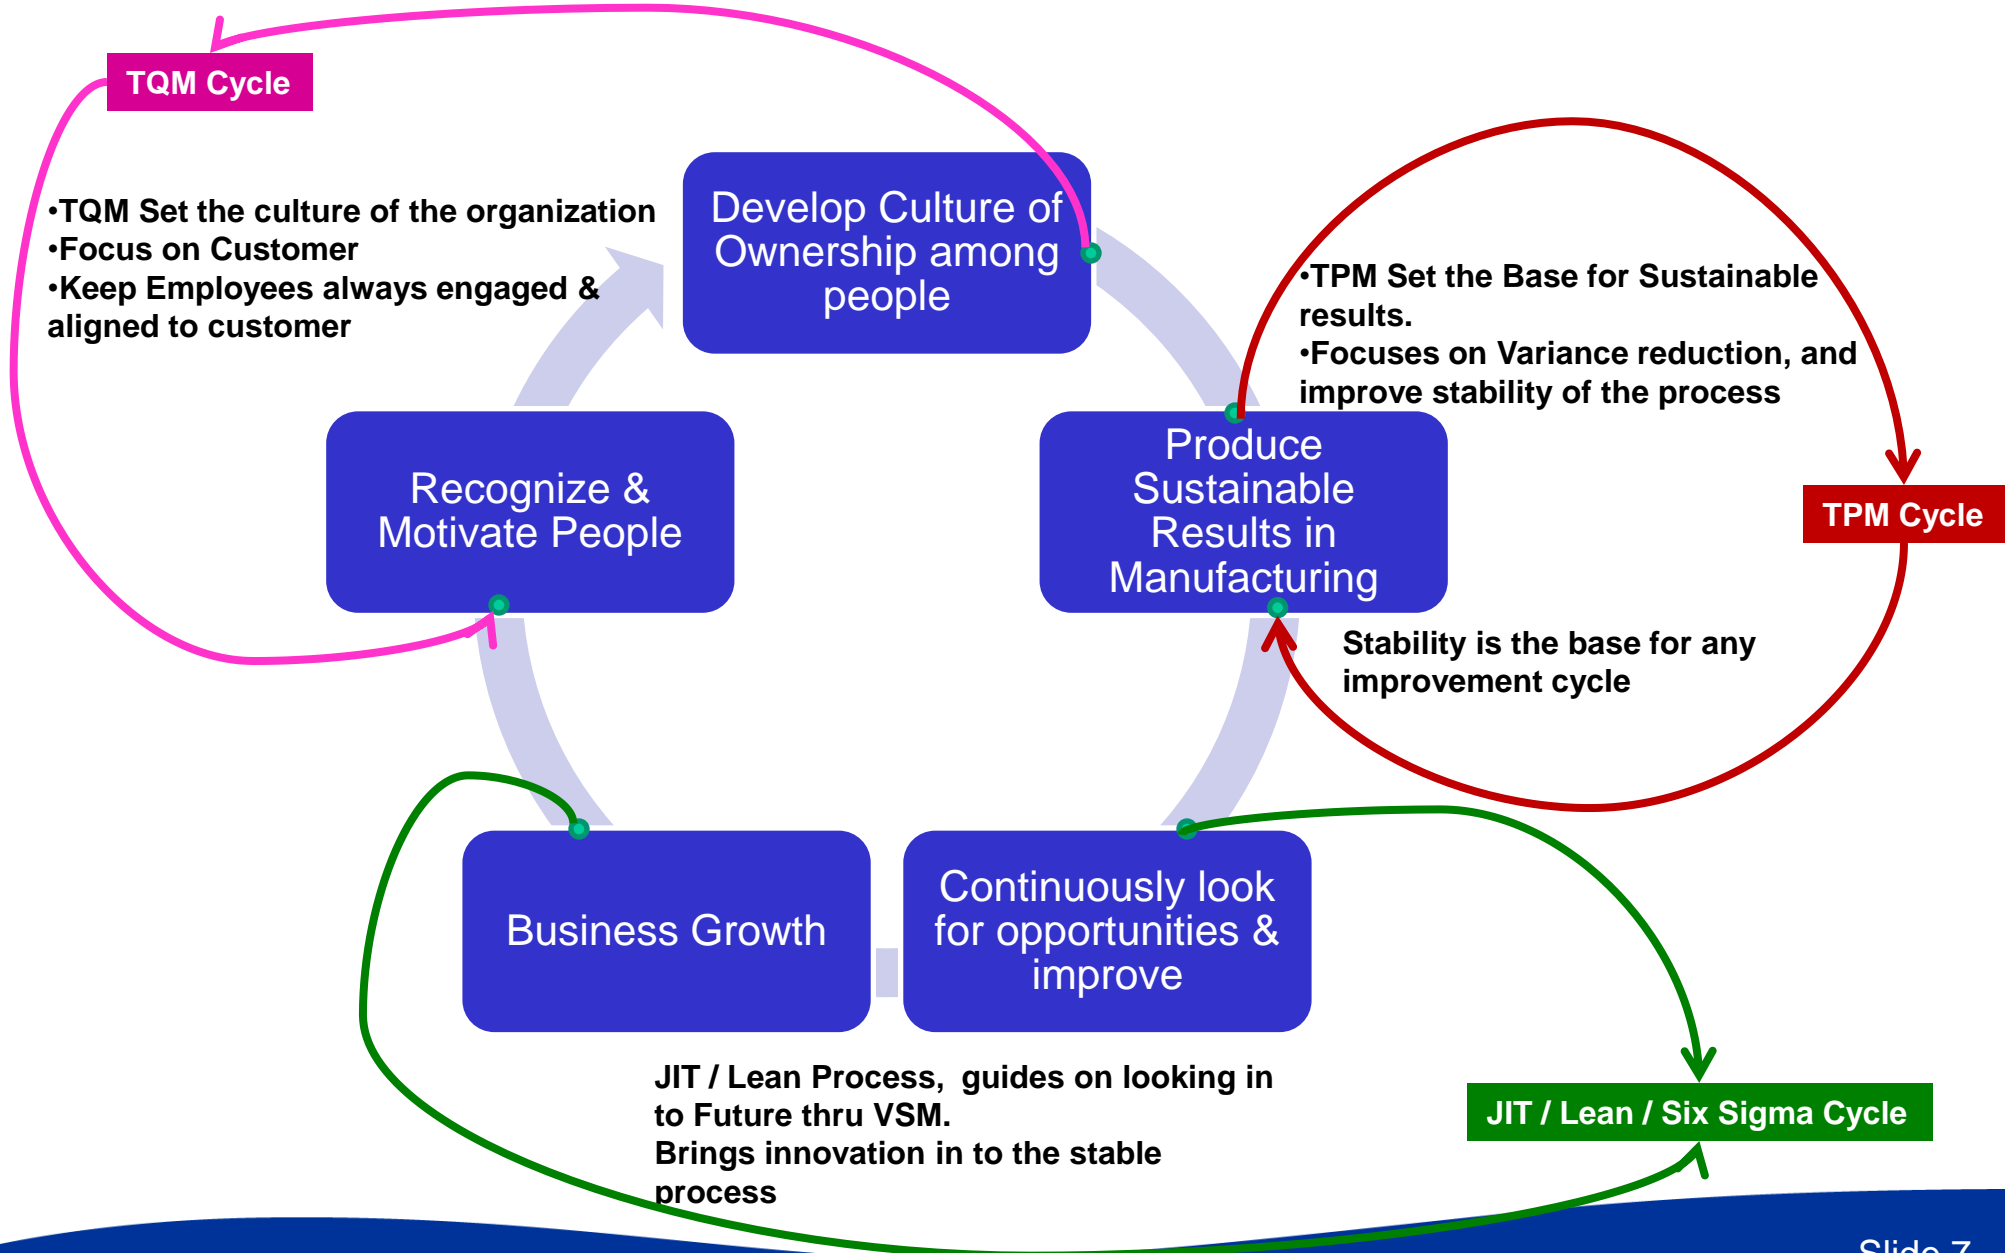 TQM Cycle
•TQM Set the culture of the organization
•Focus on Customer
•Keep Employees always engaged &
aligned to customer
Develop Culture of
Ownership among
people
•TPM Set the Base for Sustainable
results.
•Focuses on Variance reduction, and
improve stability of the process
Recognize &
Motivate People
Produce
Sustainable
Results in
Manufacturing
TPM Cycle
Stability is the base for any
improvement cycle
Business Growth
Continuously look
for opportunities &
improve
JIT / Lean Process,  guides on looking in
to Future thru VSM.
Brings innovation in to the stable
process
JIT / Lean / Six Sigma Cycle
Slide 7